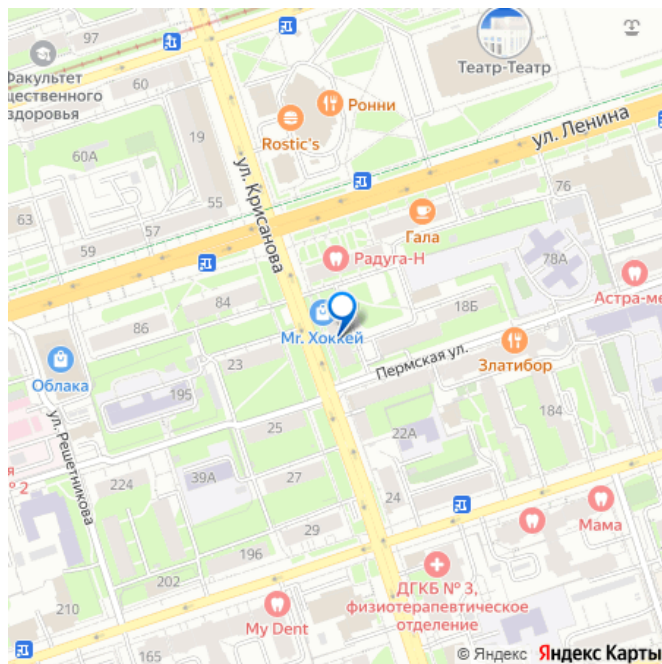 97
Театр-Театр
Факультет
щественного
здоровья
60
Ронни
Rostic's
19
ул. Ленина
60А
ул. Крисанова
76
63
55
57
59
Гала
Радуга-Н
78А
Астра-ме
84
18Б
86
Mr. Хоккей
23
Облака
Пермская ул.
Златибор
195
ул. Решетникова
25
22А
184
я
№ 2
224
39А
27
24
29
Мама
196
202
ДГКБ № 3,
физиотерапевтическое
отделение
210
My Dent
165
© Яндекс Яндекс Карты